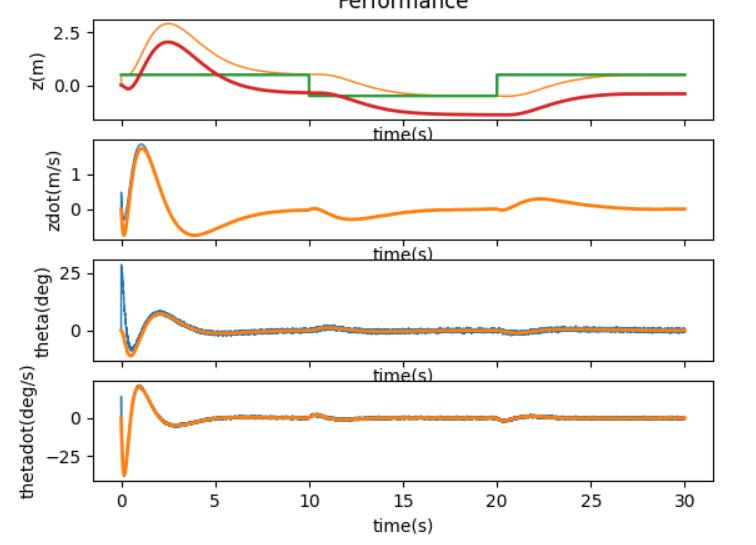 Performance
2.5
0.0
z(m)
time(s)
1
0
zdot(m/s)
time(s)
25
0
theta(deg)
time(s)
0
−25
thetadot(deg/s)
0 5 10 15 20 25 30
time(s)